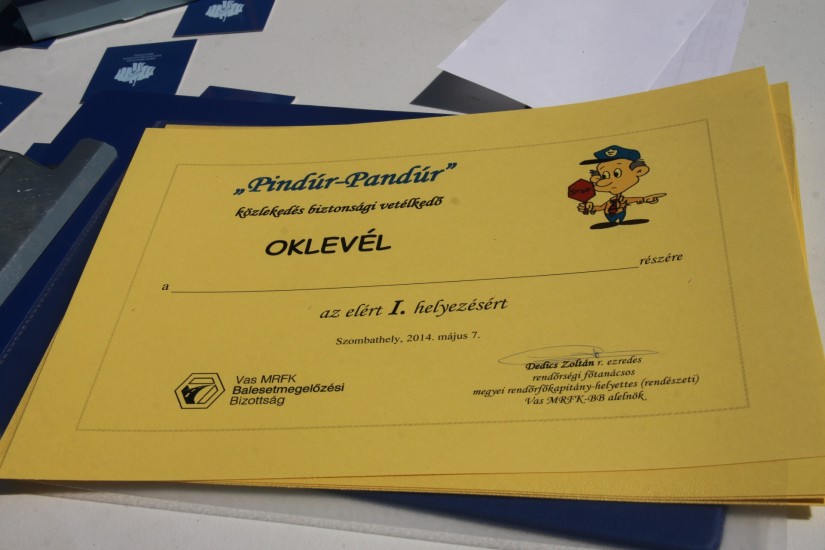 „Pindúr-Pandúr”
közlekedés biztonsági vetélkedő
OKLEVÉL
a ______ részére
az elért I. helyezésért
Szombathely, 2014. május 7.
Dedics Zoltán r. ezredes
rendőrségi főtanácsos
megyei rendőrfőkapitány-helyettes (rendészeti)
Vas MRFK-BB alelnök
Vas MRFK
Balesetmegelőzési
Bizottság